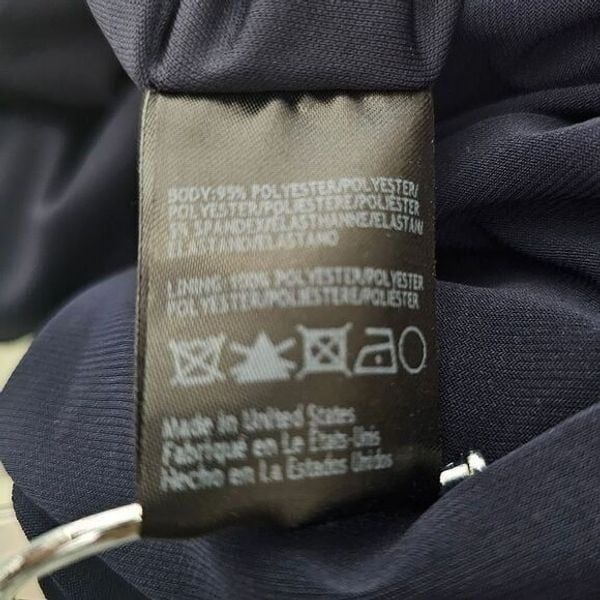 BODY:95% POLYESTER/POLYESTER/
POLYESTER/POLIESTERE/POLIESTER
5% SPANDEX/ELASTHANNE/ELASTAN/
ELASTANO/ELASTANO
LINING: 100% POLYESTER/POLYESTER
POLYESTER/POLIESTERE/POLIESTER
Made in United States
Fabriqué en Le États-Unis
Hecho en La Estados Unidos